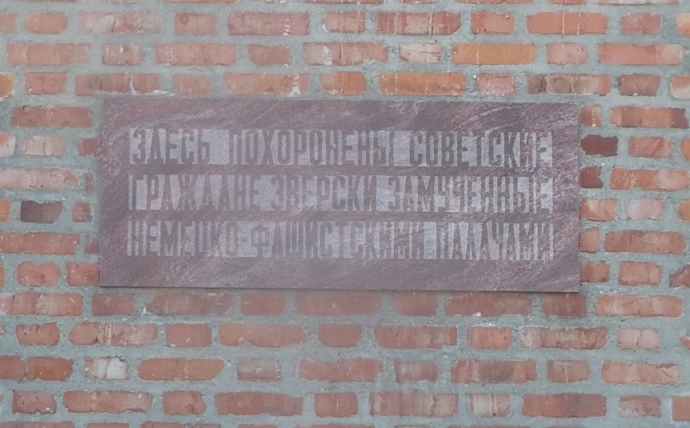 ЗДЕСЬ ПОХОРОНЕНЫ СОВЕТСКИЕ
ГРАЖДАНЕ ЗВЕРСКИ ЗАМУЧЕННЫЕ
НЕМЕЦКО-ФАШИСТСКИМИ ПАЛАЧАМИ